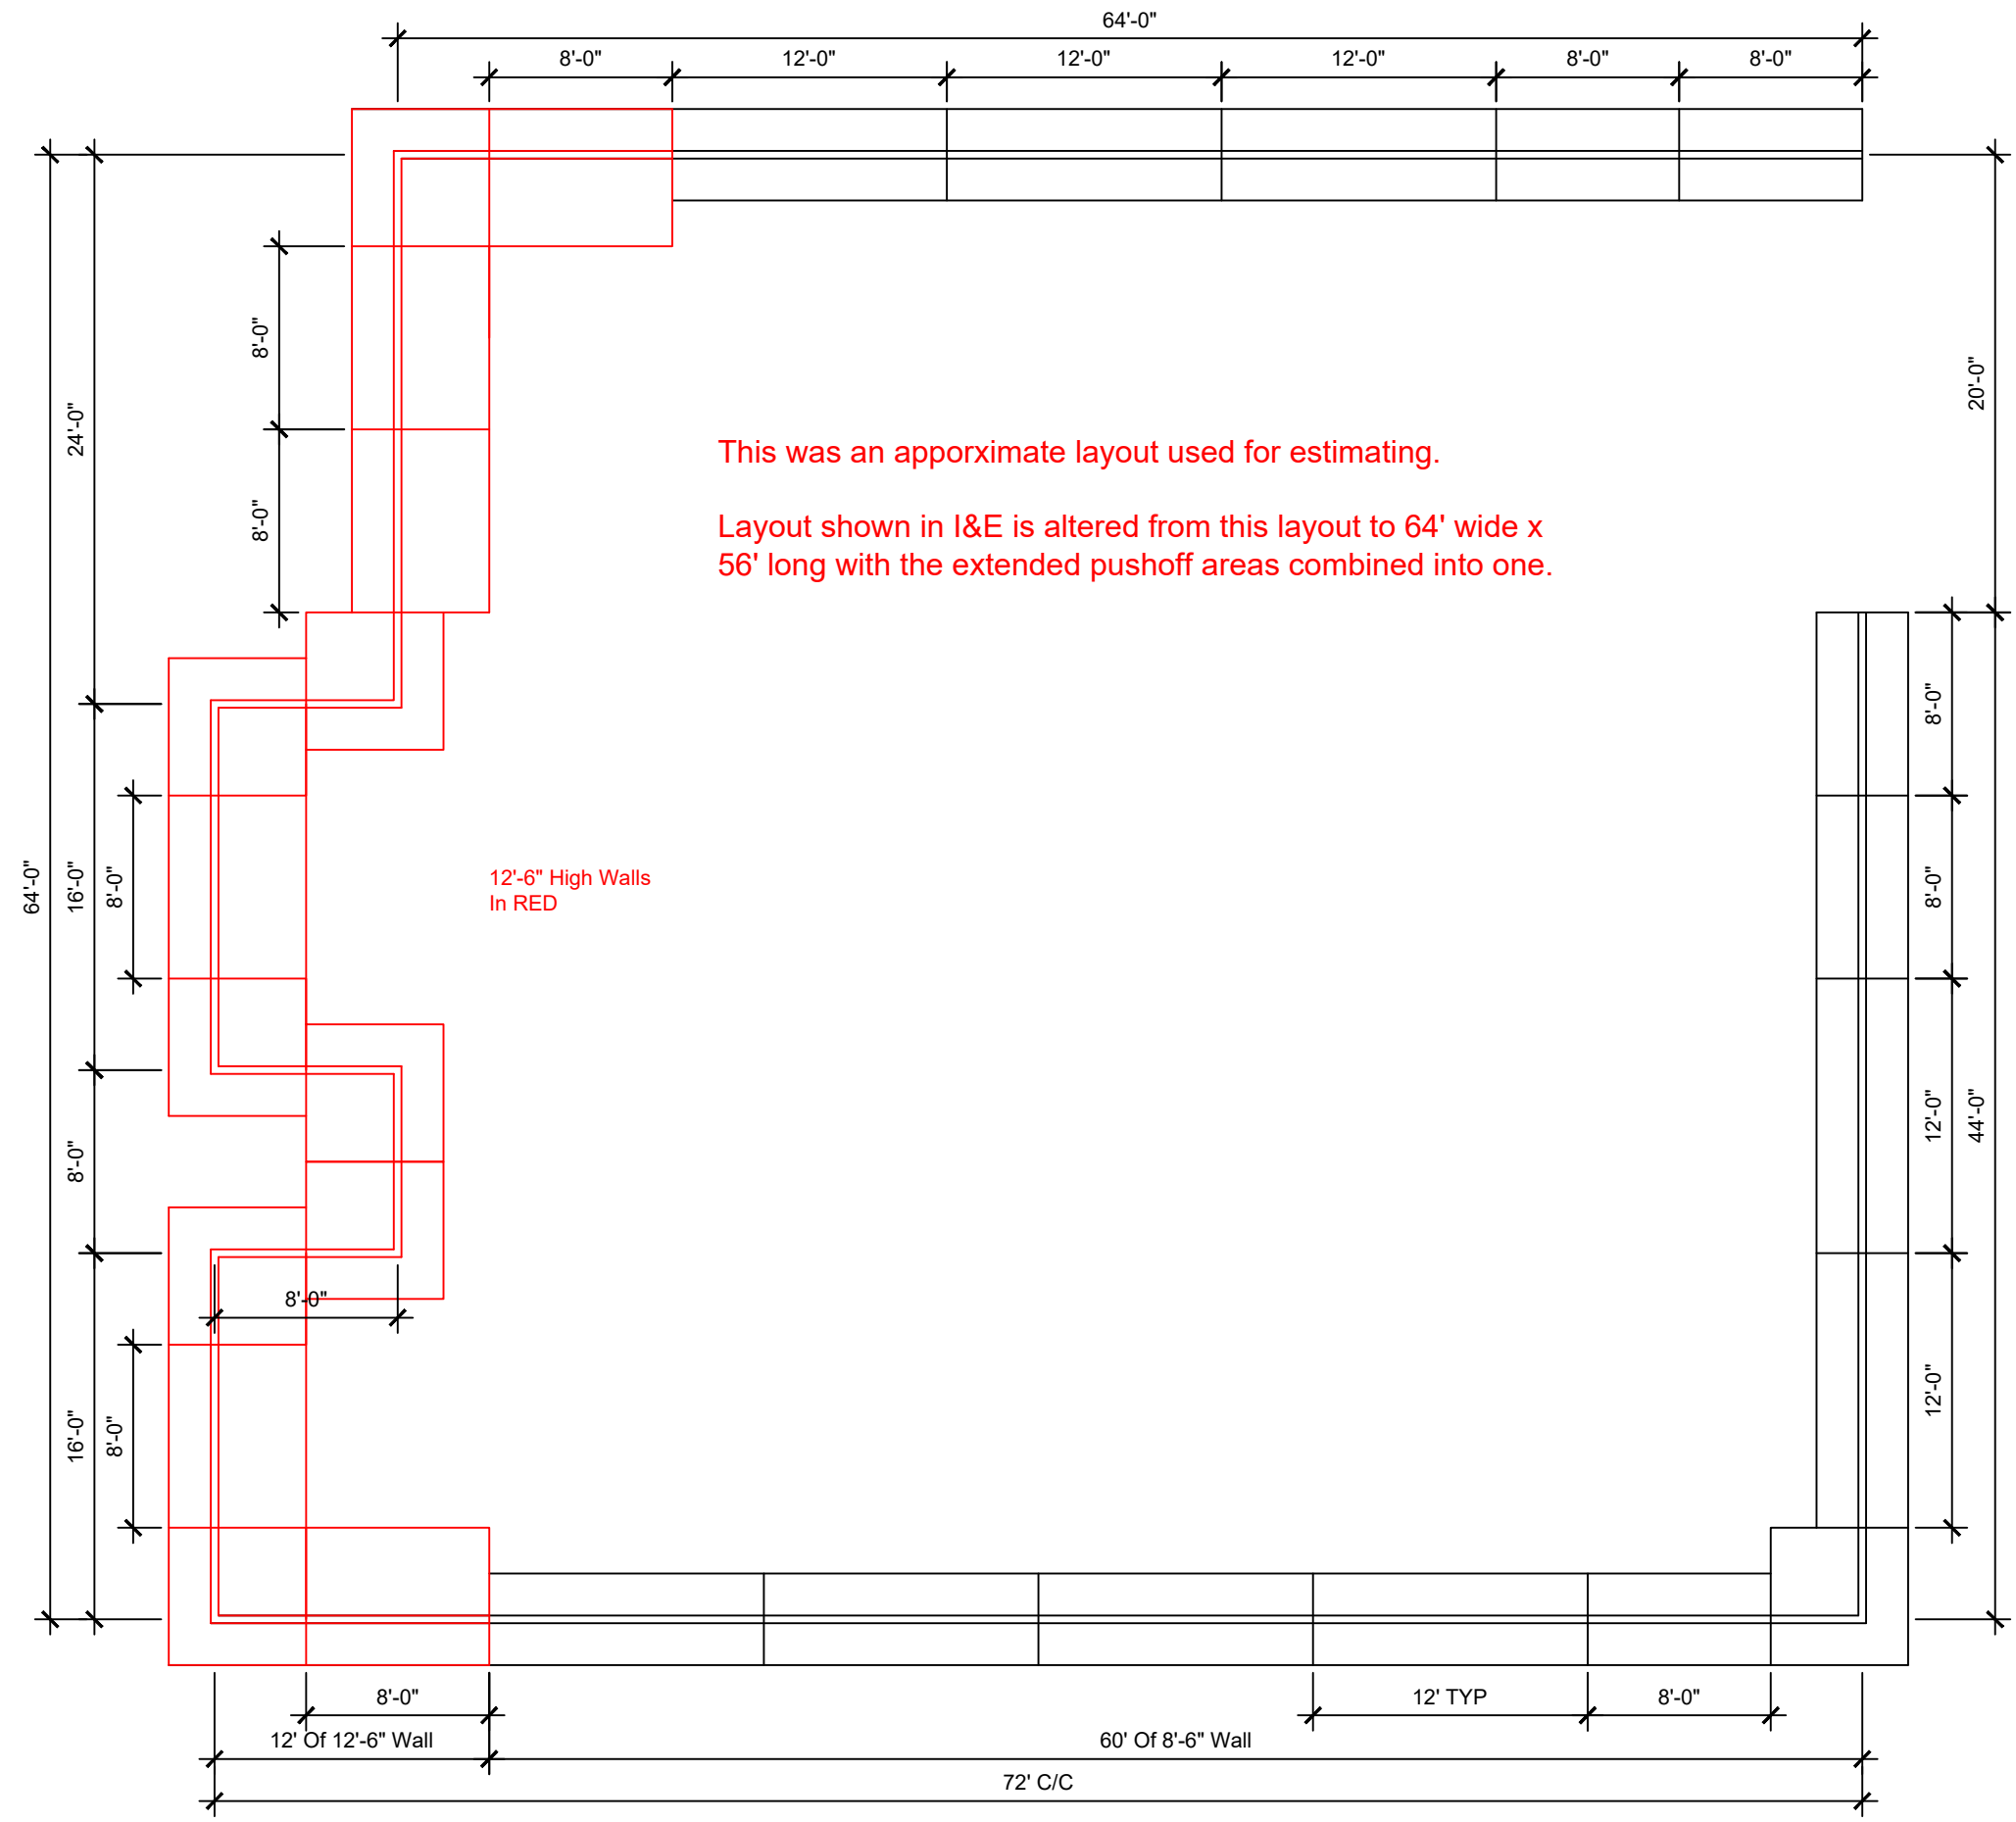 64'-0"
8'-0"
12'-0"
12'-0"
12'-0"
8'-0"
8'-0"
8'-0"
8'-0"
24'-0"
20'-0"
This was an apporximate layout used for estimating.
Layout shown in I&E is altered from this layout to 64' wide x
56' long with the extended pushoff areas combined into one.
64'-0"
16'-0"
8'-0"
12'-6" High Walls
In RED
8'-0"
8'-0"
12'-0"
44'-0"
8'-0"
8'-0"
16'-0"
8'-0"
12'-0"
8'-0"
12' TYP
8'-0"
12' Of 12'-6" Wall
60' Of 8'-6" Wall
72' C/C